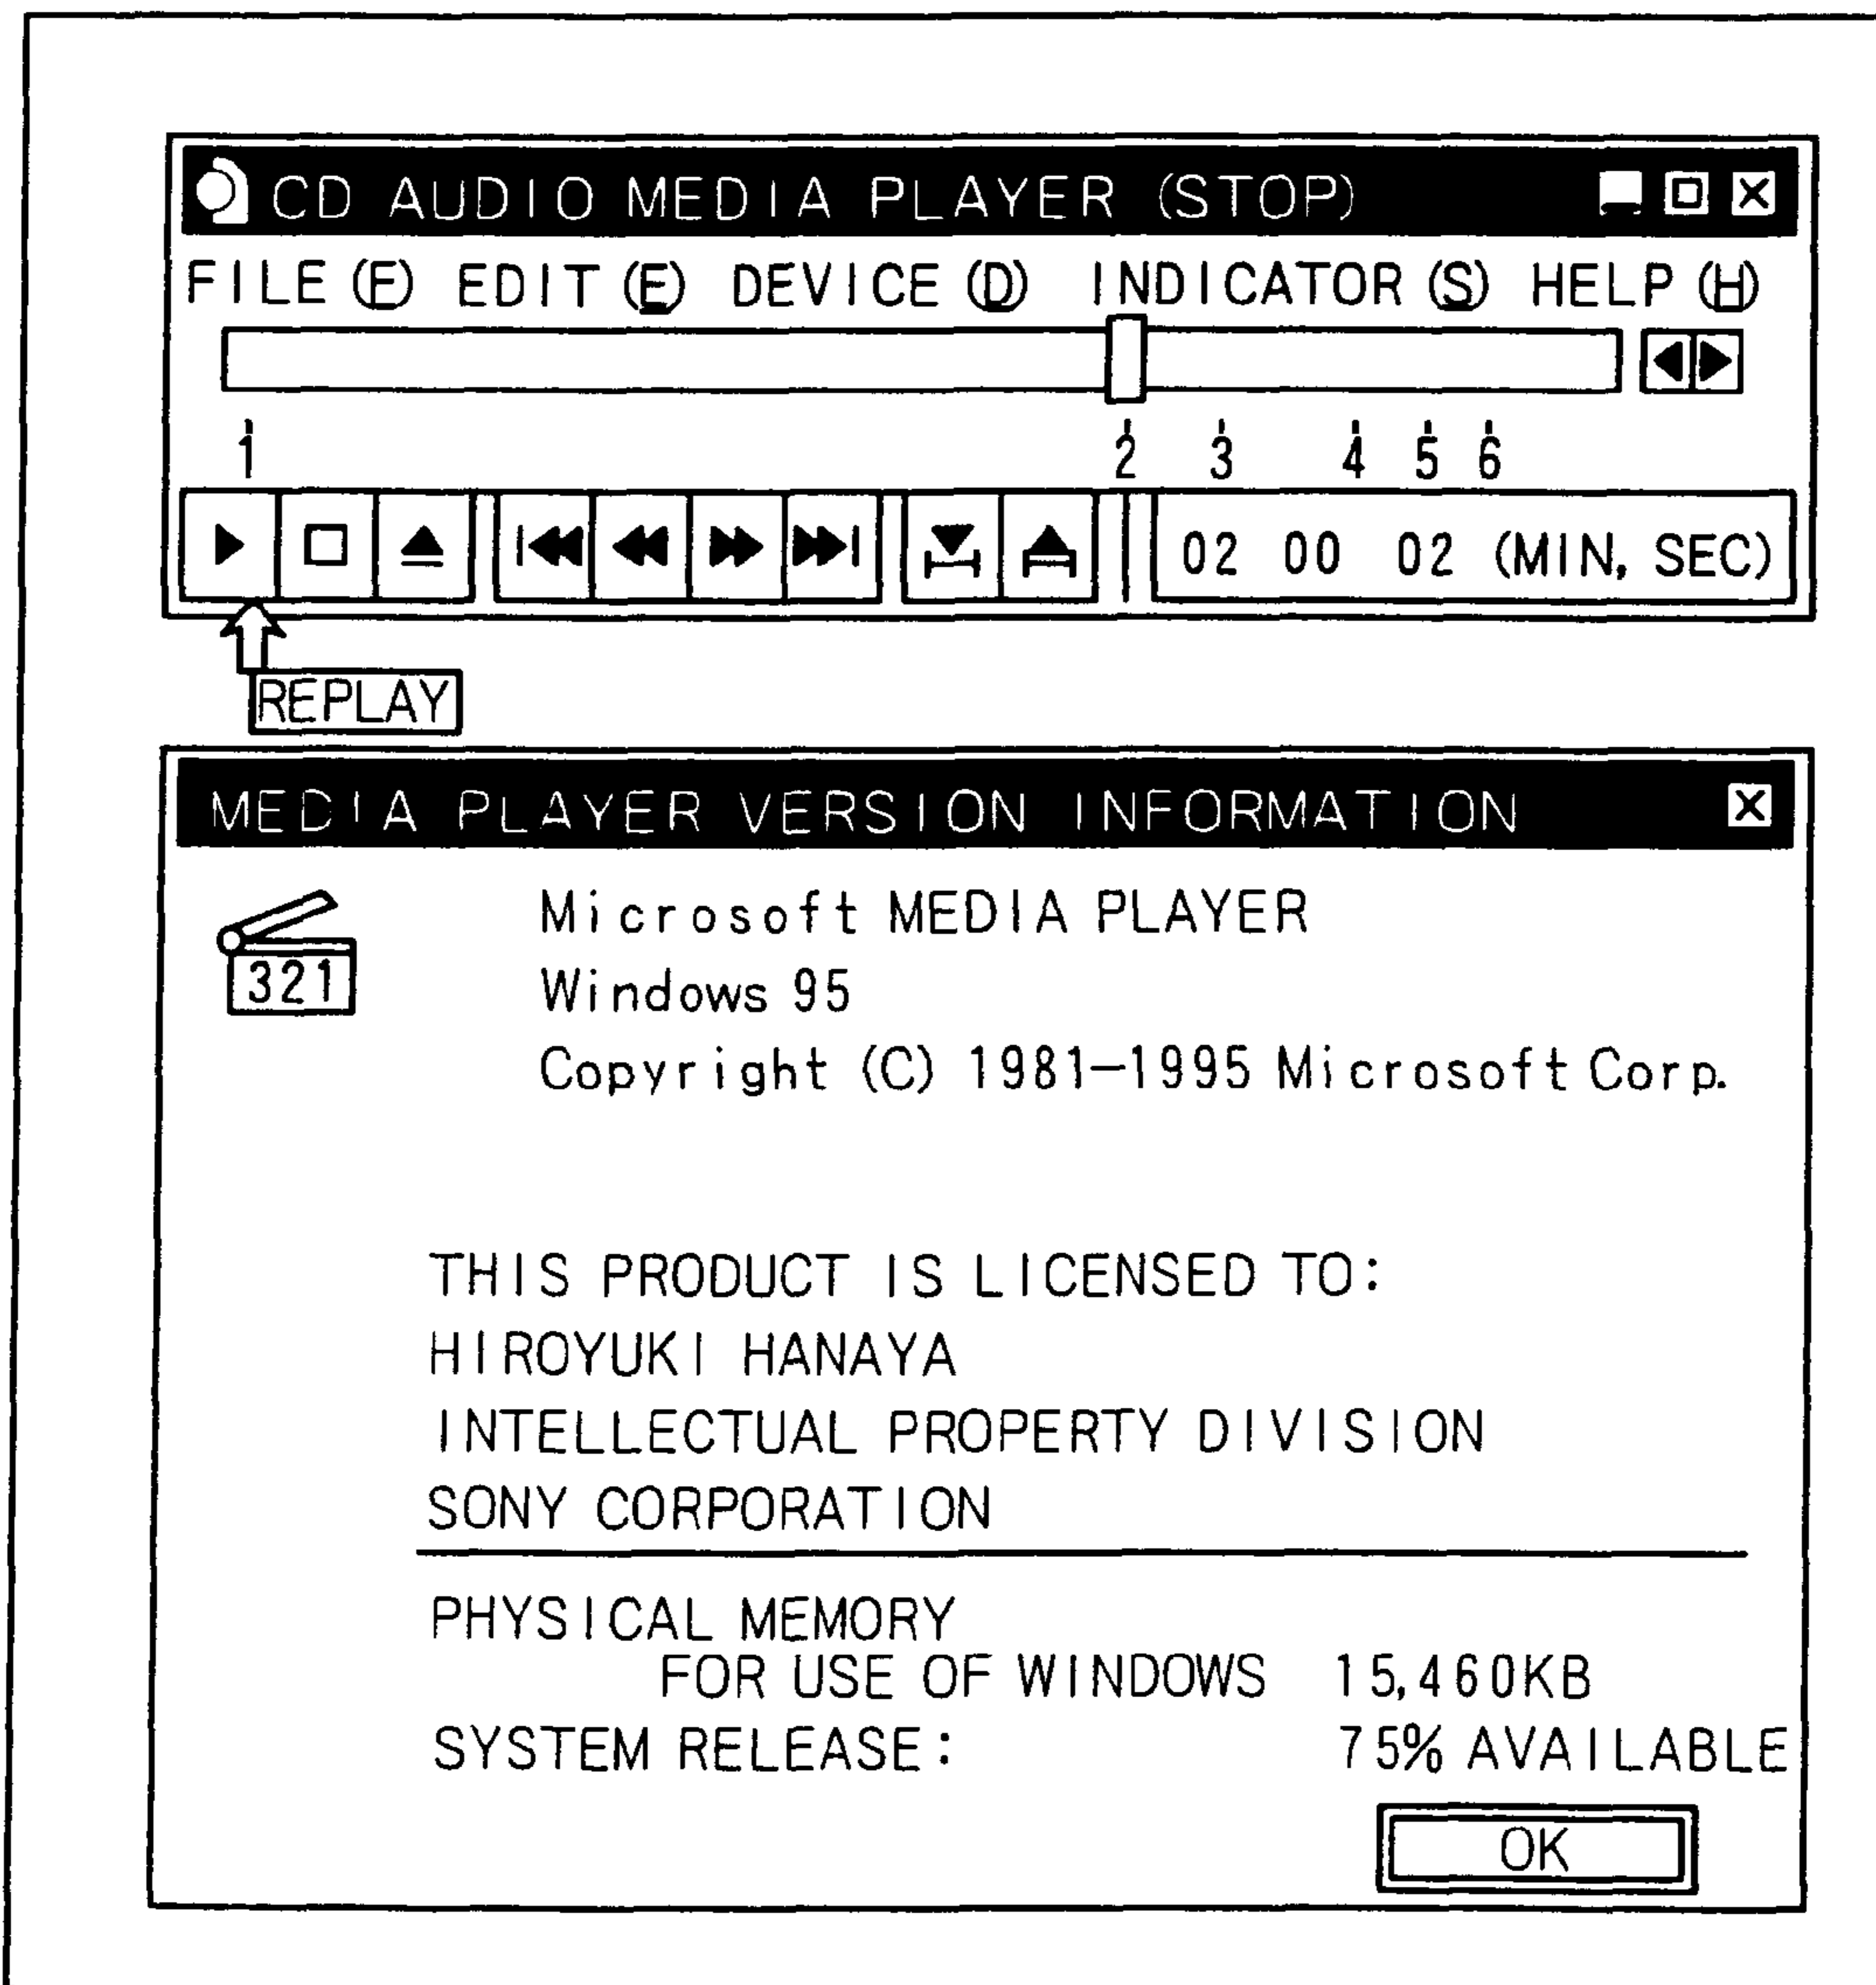 CD AUDIO MEDIA PLAYER (STOP)
FILE (F) EDIT (E) DEVICE (D) INDICATOR (S) HELP (H)
1 2 3 4 5 6
02 00 02 (MIN, SEC)
REPLAY
MEDIA PLAYER VERSION INFORMATION
321
Microsoft MEDIA PLAYER
Windows 95
Copyright (C) 1981-1995 Microsoft Corp.
THIS PRODUCT IS LICENSED TO:
HIROYUKI HANAYA
INTELLECTUAL PROPERTY DIVISION
SONY CORPORATION
PHYSICAL MEMORY
FOR USE OF WINDOWS 15,460KB
SYSTEM RELEASE: 75% AVAILABLE
OK